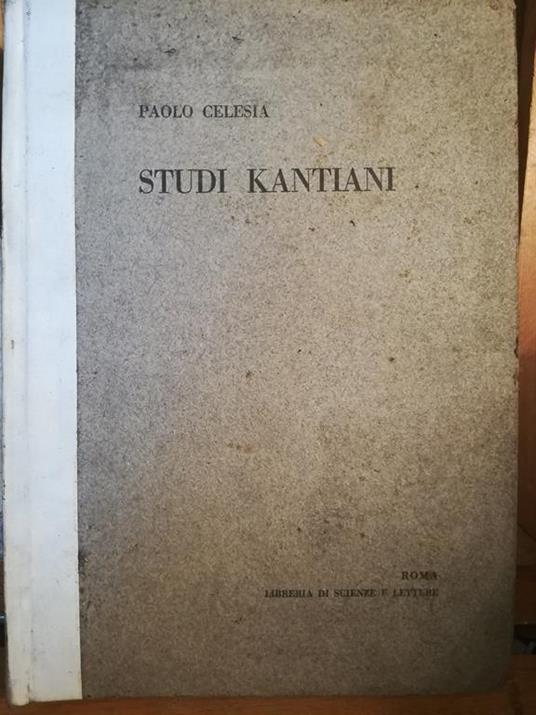 PAOLO CELESIA
STUDI KANTIANI
ROMA
LIBRERIA DI SCIENZE E LETTERE